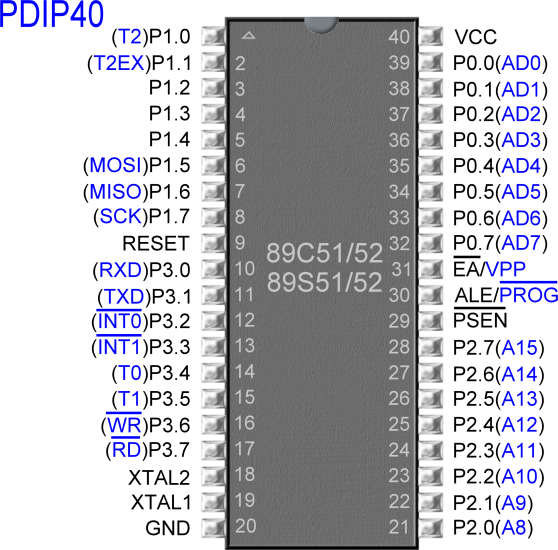 PDIP40
(T2)P1.0 40 VCC
(T2EX)P1.1 2 39 P0.0(AD0)
P1.2 3 38 P0.1(AD1)
P1.3 4 37 P0.2(AD2)
P1.4 5 36 P0.3(AD3)
(MOSI)P1.5 6 35 P0.4(AD4)
(MISO)P1.6 7 34 P0.5(AD5)
(SCK)P1.7 8 33 P0.6(AD6)
RESET 9 32 P0.7(AD7)
89C51/52
(RXD)P3.0 10 31 E̅A̅/VPP
89S51/52
(TXD)P3.1 11 30 ALE/P̅R̅O̅G̅
(I̅N̅T̅0̅)P3.2 12 29 P̅S̅E̅N̅
(I̅N̅T̅1̅)P3.3 13 28 P2.7(A15)
(T0)P3.4 14 27 P2.6(A14)
(T1)P3.5 15 26 P2.5(A13)
(W̅R̅)P3.6 16 25 P2.4(A12)
(R̅D̅)P3.7 17 24 P2.3(A11)
XTAL2 18 23 P2.2(A10)
XTAL1 19 22 P2.1(A9)
GND 20 21 P2.0(A8)